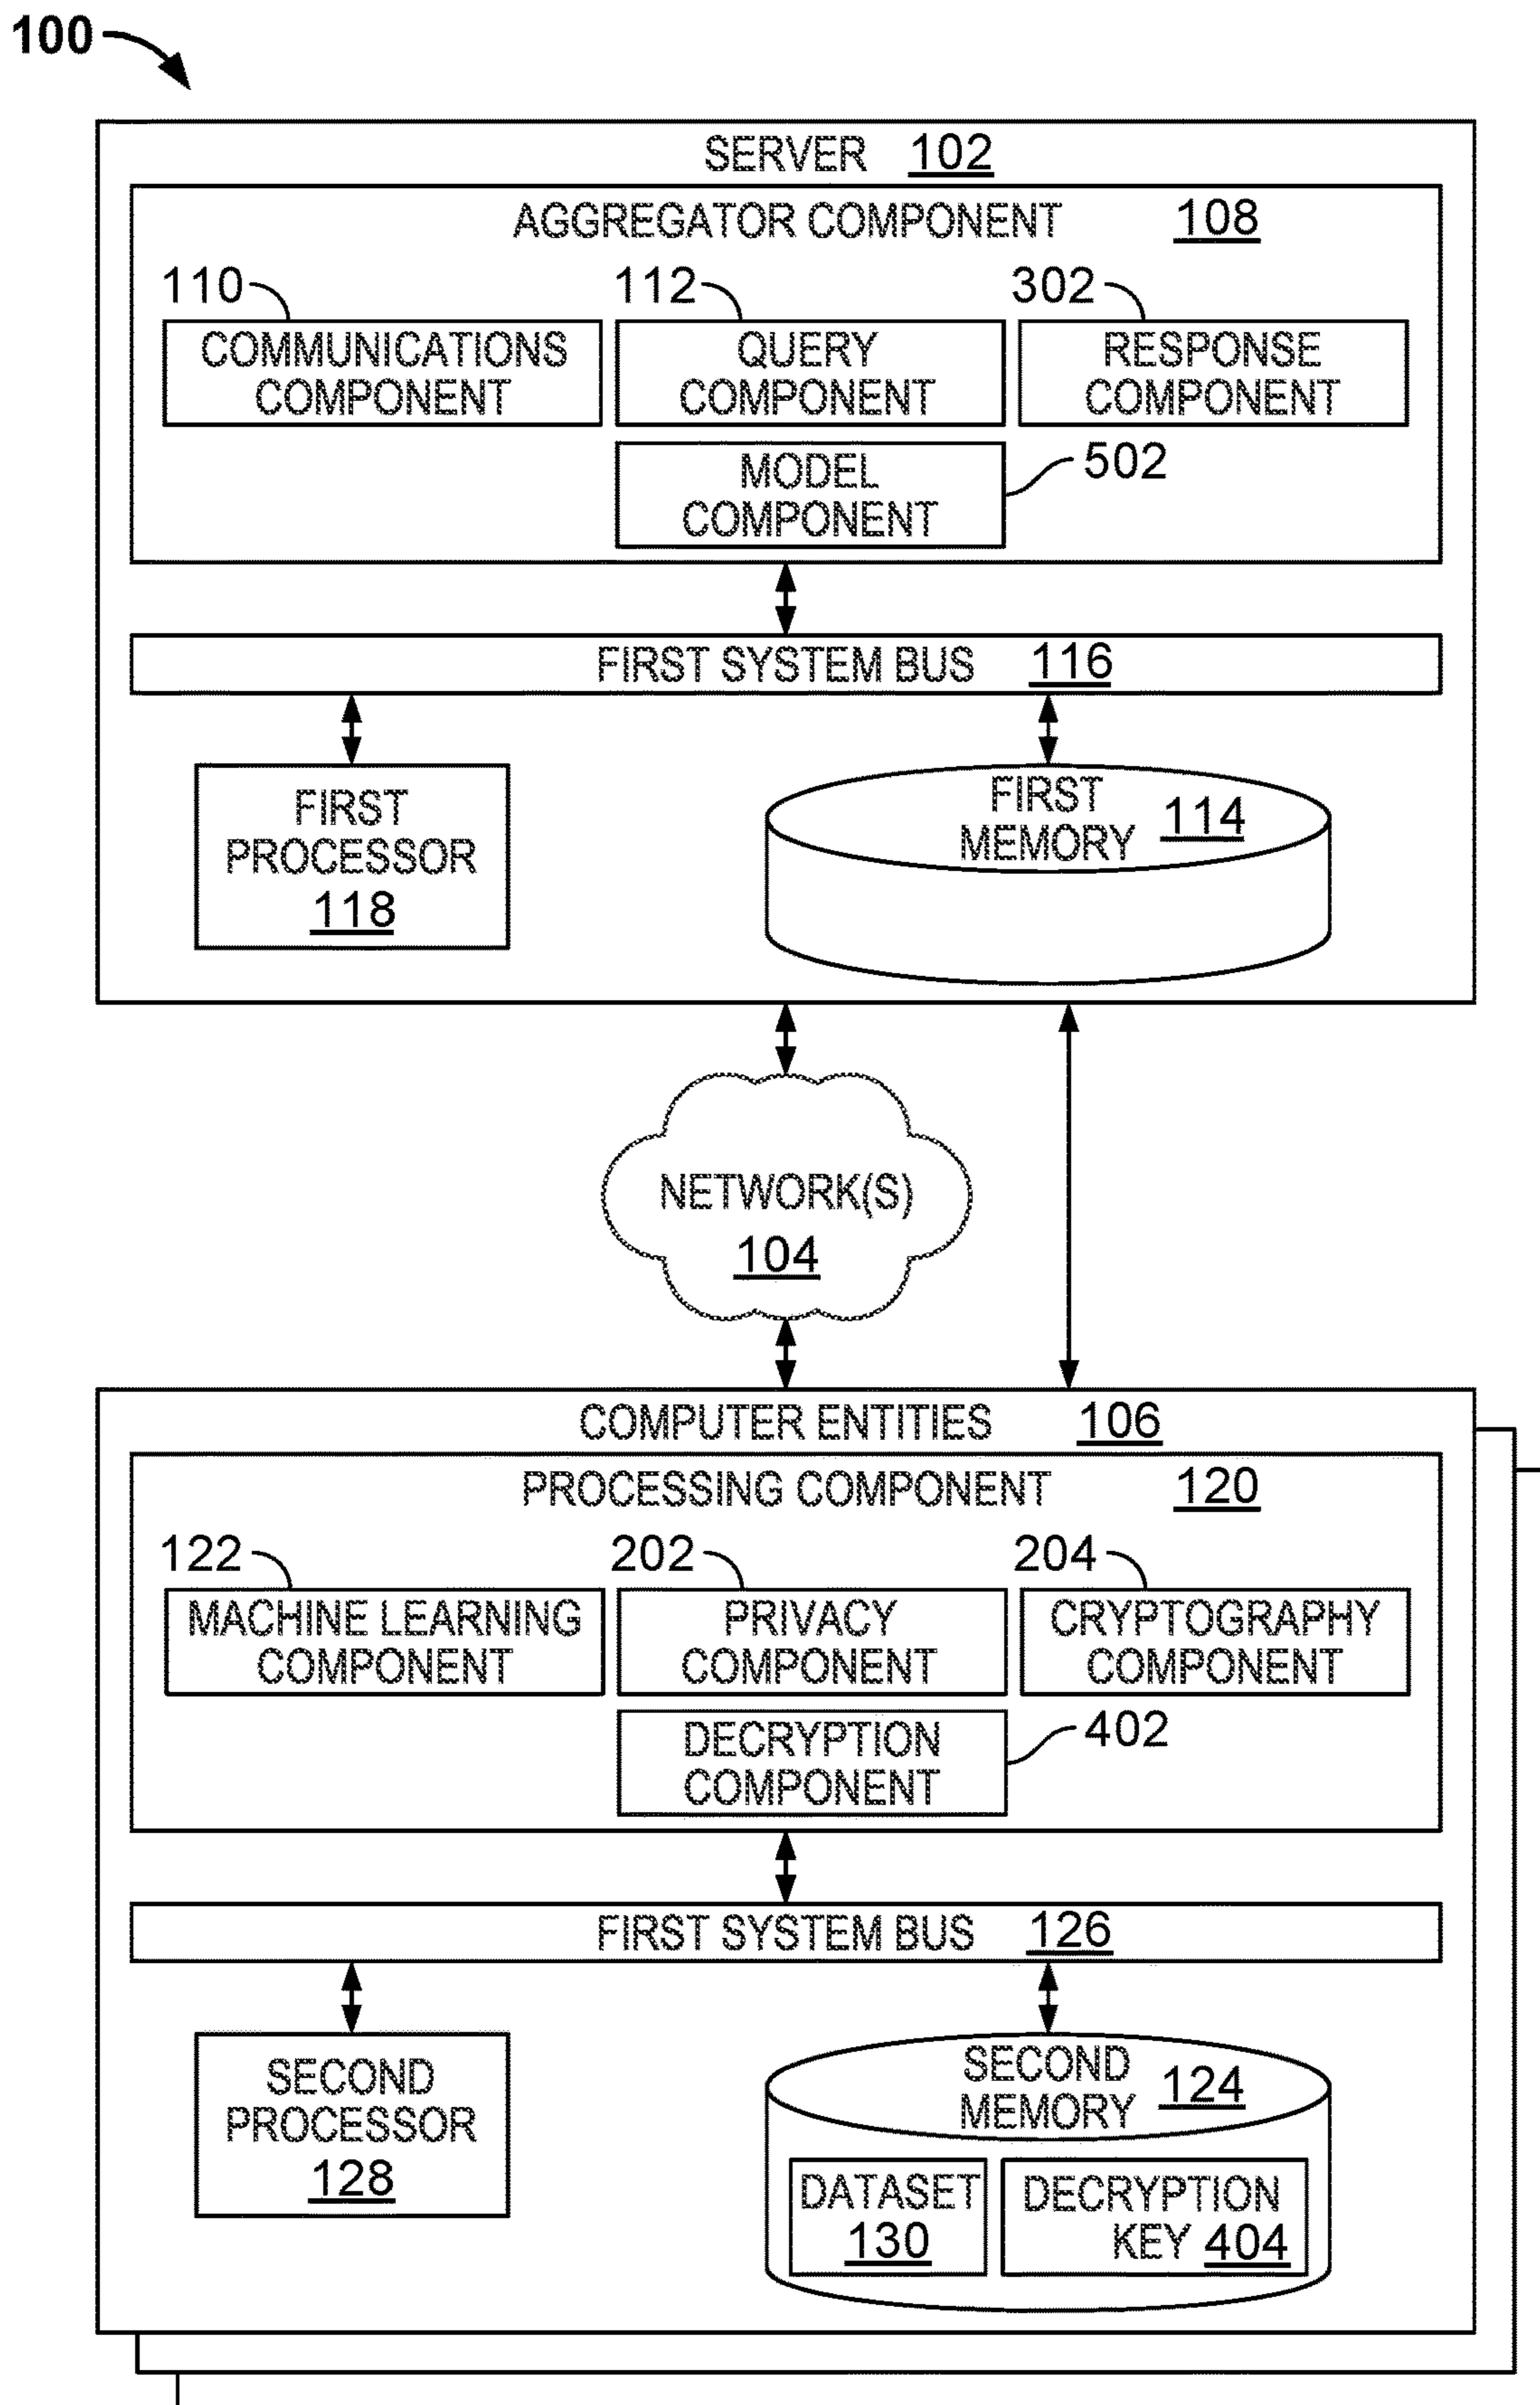 100
SERVER 102
AGGREGATOR COMPONENT 108
110 112 302
COMMUNICATIONS COMPONENT
QUERY COMPONENT
RESPONSE COMPONENT
MODEL COMPONENT
502
FIRST SYSTEM BUS 116
FIRST
PROCESSOR
118
FIRST
MEMORY 114
NETWORK(S)
104
COMPUTER ENTITIES 106
PROCESSING COMPONENT 120
122 202 204
MACHINE LEARNING COMPONENT
PRIVACY COMPONENT
CRYPTOGRAPHY COMPONENT
DECRYPTION COMPONENT
402
FIRST SYSTEM BUS 126
SECOND
PROCESSOR
128
SECOND
MEMORY 124
DATASET
130
DECRYPTION
KEY 404